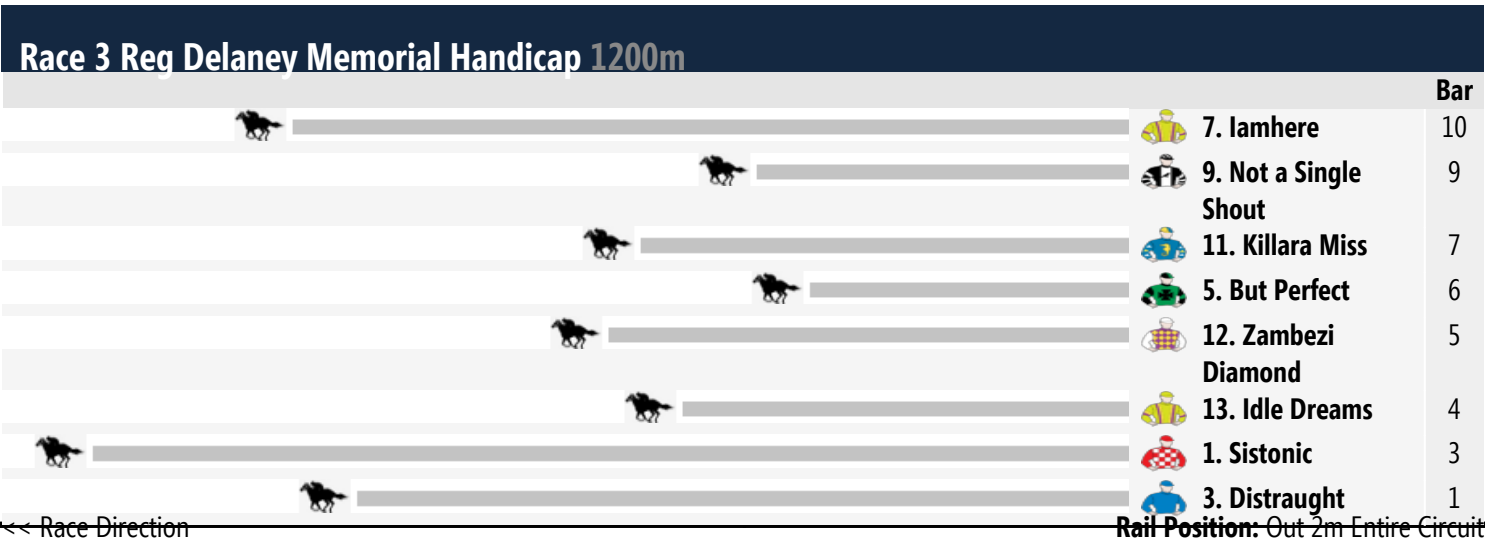 Race 3 Reg Delaney Memorial Handicap 1200m
Bar
7. Iamhere 10
9. Not a Single 9
Shout
11. Killara Miss 7
5. But Perfect 6
12. Zambezi 5
Diamond
13. Idle Dreams 4
1. Sistonic 3
3. Distraught 1
<< Race Direction Rail Position: Out 2m Entire Circuit